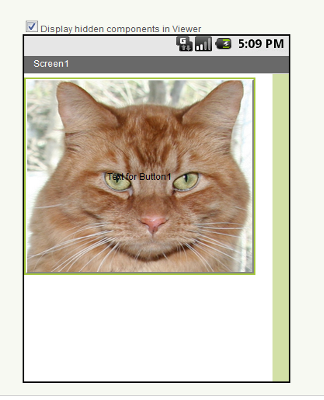 Display hidden components in Viewer
5:09 PM
Screen1
Text for Button1